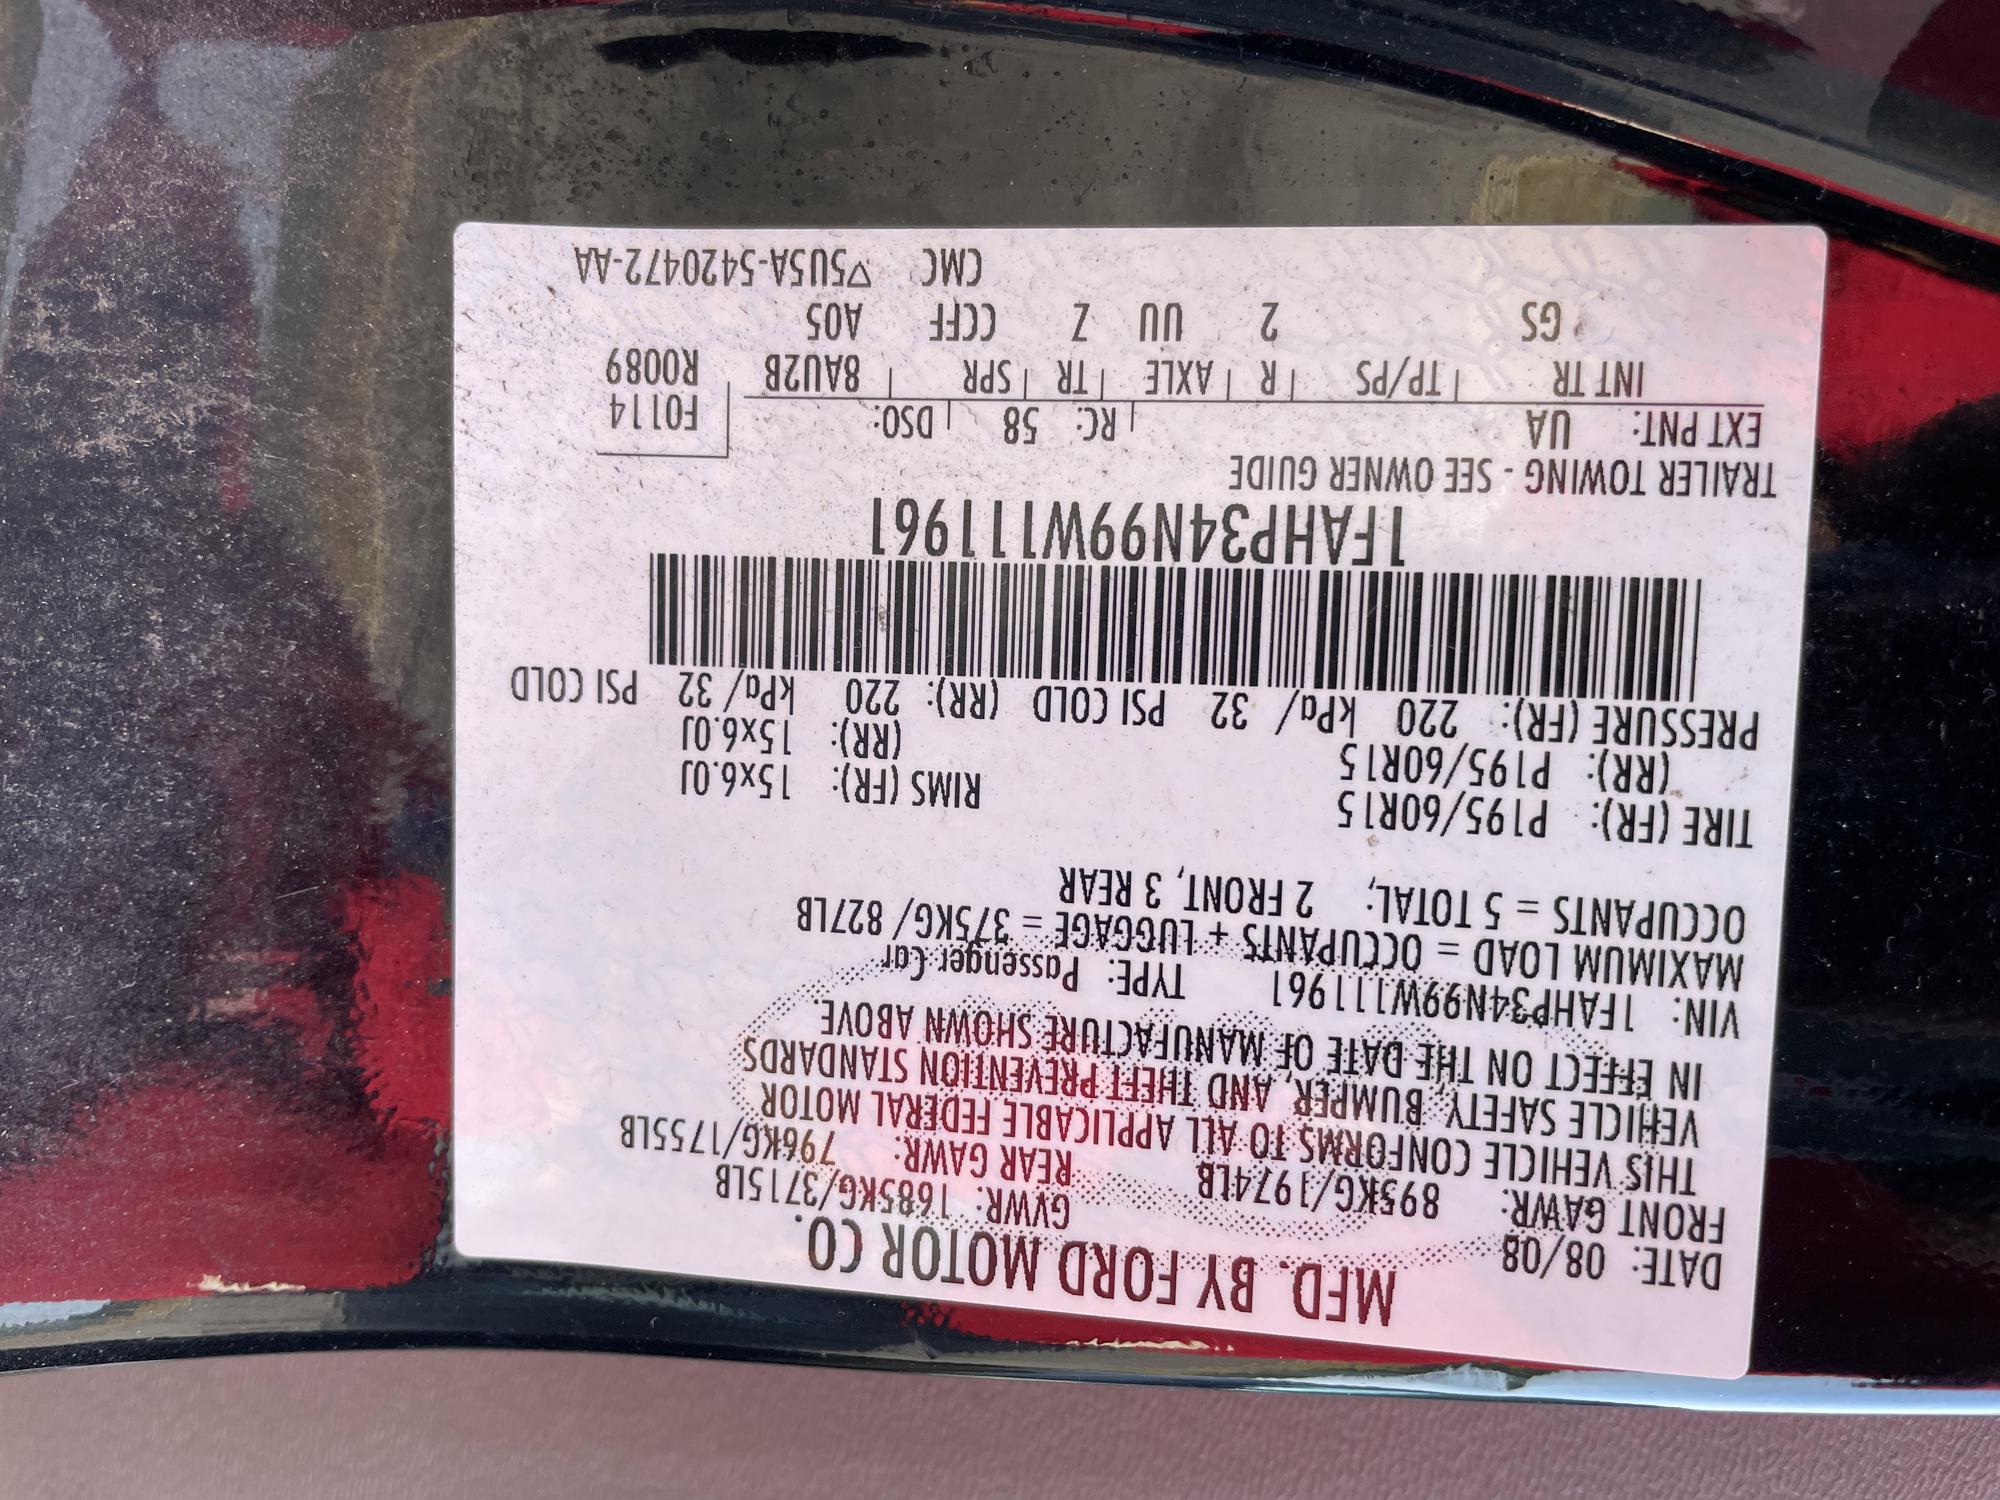 MFD. BY FORD MOTOR CO.
DATE: 08/08 GVWR: 1685KG/3715LB
FRONT GAWR: 895KG/1974LB REAR GAWR: 796KG/1755LB
THIS VEHICLE CONFORMS TO ALL APPLICABLE FEDERAL MOTOR
VEHICLE SAFETY, BUMPER, AND THEFT PREVENTION STANDARDS
IN EFFECT ON THE DATE OF MANUFACTURE SHOWN ABOVE.
VIN: 1FAHP34N99W111961 TYPE: Passenger Car
MAXIMUM LOAD = OCCUPANTS + LUGGAGE = 375KG/ 827LB
OCCUPANTS = 5 TOTAL; 2 FRONT, 3 REAR
TIRE (FR): P195/60R15 RIMS (FR): 15x6.0J
(RR): P195/60R15 (RR): 15x6.0J
PRESSURE (FR): 220 kPa/ 32 PSI COLD (RR): 220 kPa/ 32 PSI COLD
1FAHP34N99W111961
TRAILER TOWING - SEE OWNER GUIDE
EXT PNT: UA RC: 58 DSO: F0114
INT TR TP/PS R AXLE TR SPR 8AU2B R0089
GS 2 UU Z CCFF A05
CMC ▽5U5A-5420472-AA